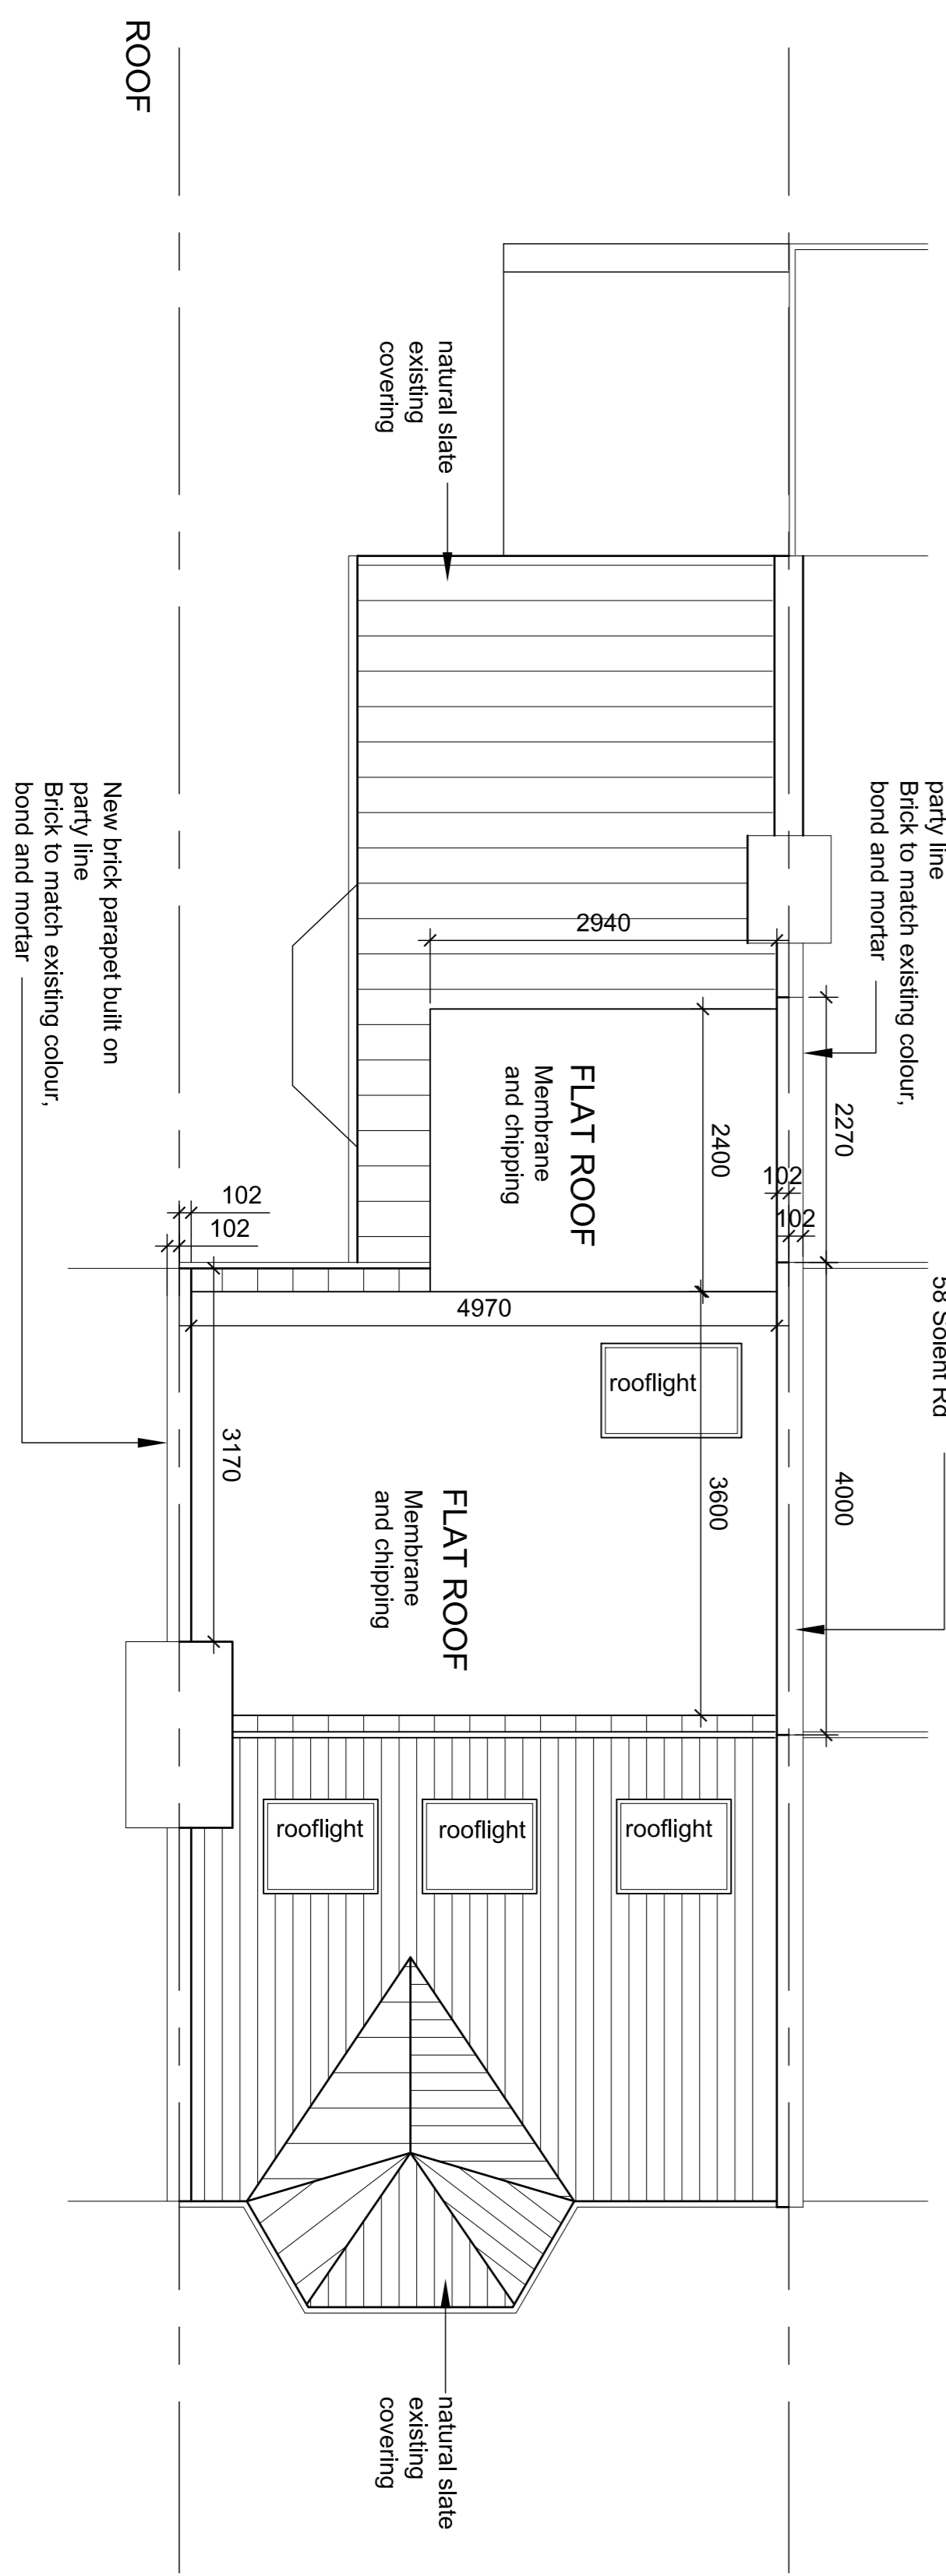 ROOF
natural slate
existing
covering
party line
Brick to match existing colour,
bond and mortar
New brick parapet built on
party line
Brick to match existing colour,
bond and mortar
2940
2400
2270
102
102
FLAT ROOF
Membrane
and chipping
102
102
58 Solent Rd
4970
rooflight
3170
3600
4000
FLAT ROOF
Membrane
and chipping
rooflight
rooflight
rooflight
natural slate
existing
covering